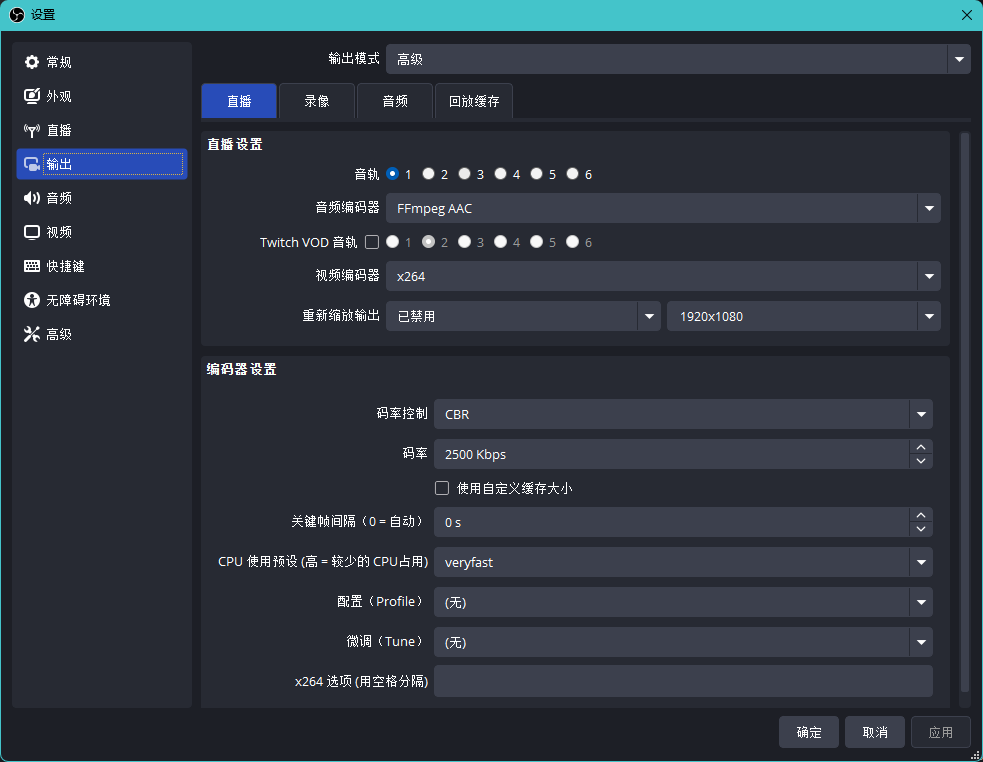 设置
常规
外观
直播
输出
音频
视频
快捷键
无障碍环境
高级
输出模式 高级
直播 录像 音频 回放缓存
直播设置
音轨 1 2 3 4 5 6
音频编码器 FFmpeg AAC
Twitch VOD 音轨 1 2 3 4 5 6
视频编码器 x264
重新缩放输出 已禁用 1920x1080
编码器设置
码率控制 CBR
码率 2500 Kbps
使用自定义缓存大小
关键帧间隔（0 = 自动） 0 s
CPU 使用预设 (高 = 较少的 CPU占用) veryfast
配置（Profile） (无)
微调（Tune） (无)
x264 选项 (用空格分隔)
确定 取消 应用